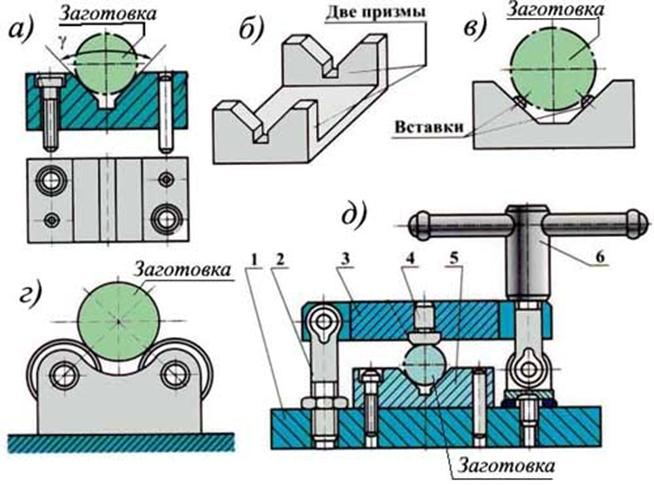 а)
Заготовка
γ
б)
Две призмы
в)
Заготовка
Вставки
г)
Заготовка
д)
1 2 3 4 5
6
Заготовка